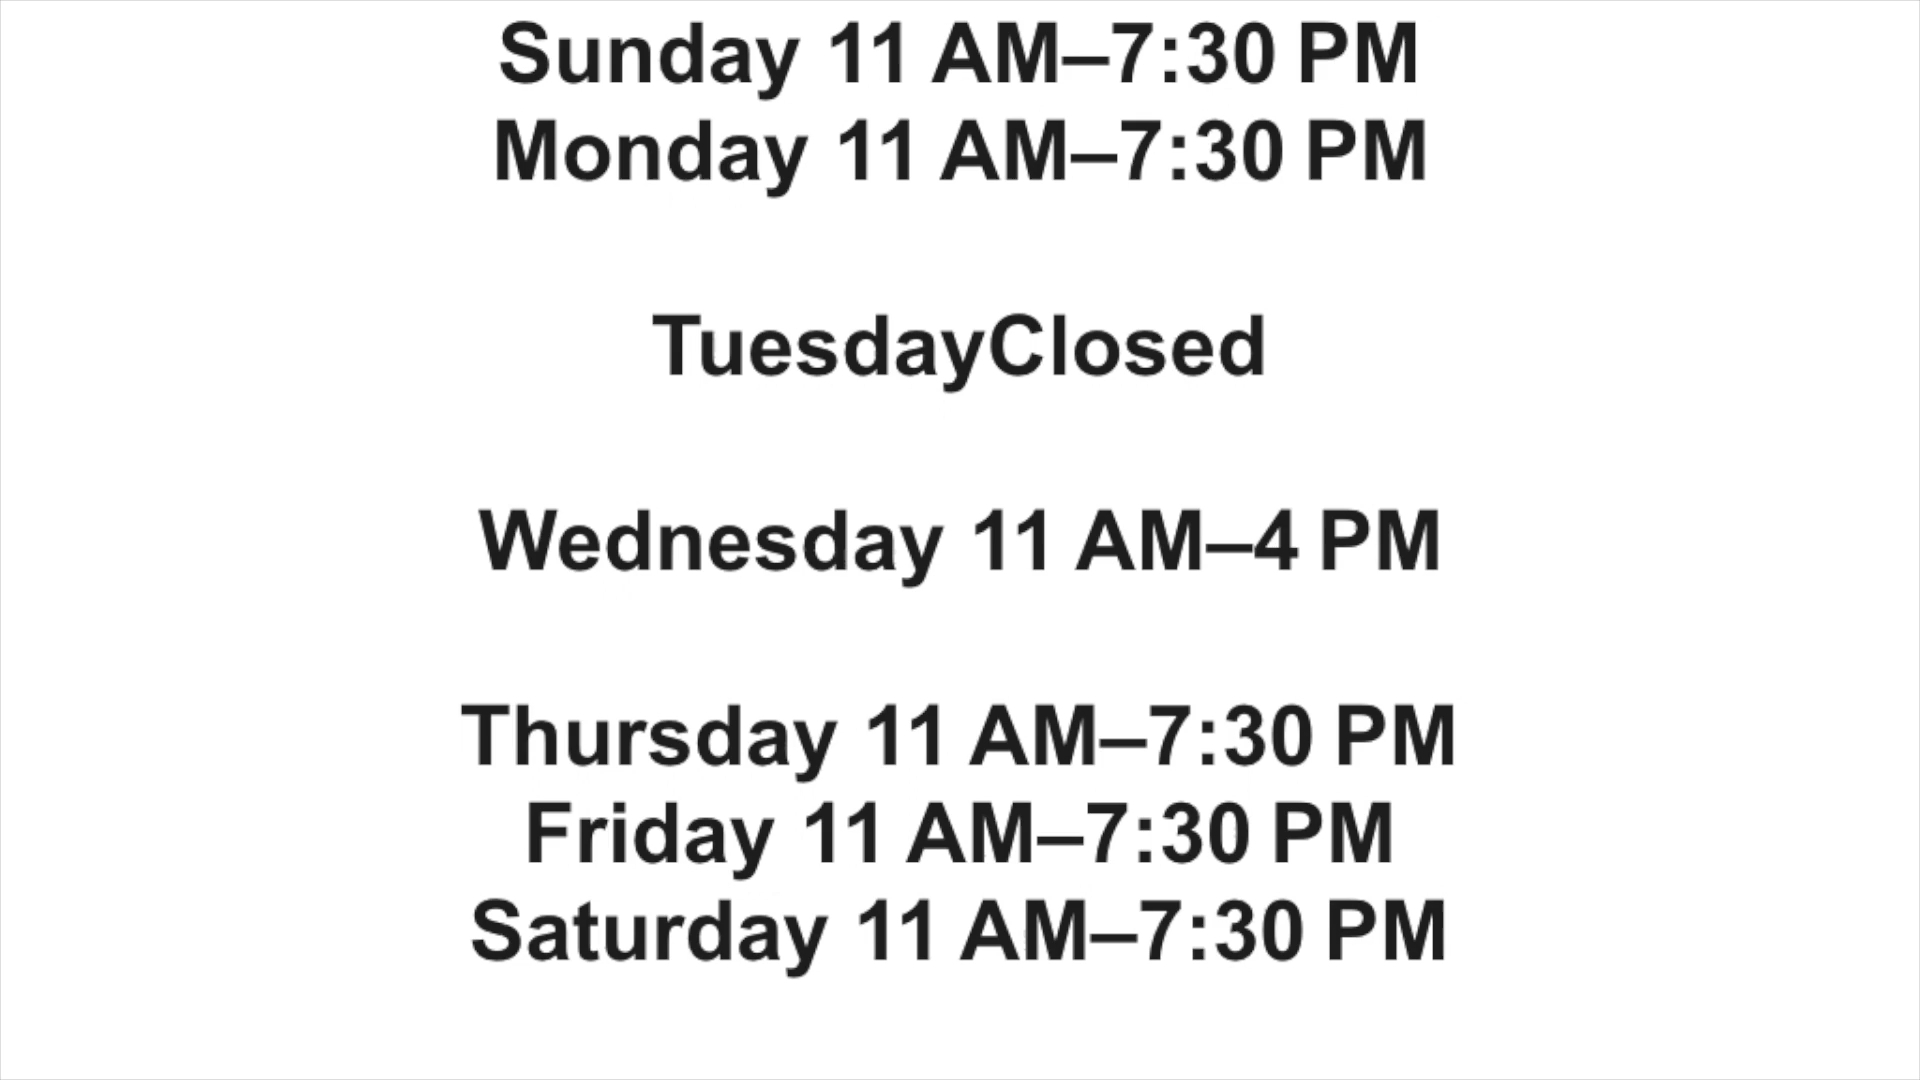 Sunday 11 AM–7:30 PM
Monday 11 AM–7:30 PM
TuesdayClosed
Wednesday 11 AM–4 PM
Thursday 11 AM–7:30 PM
Friday 11 AM–7:30 PM
Saturday 11 AM–7:30 PM